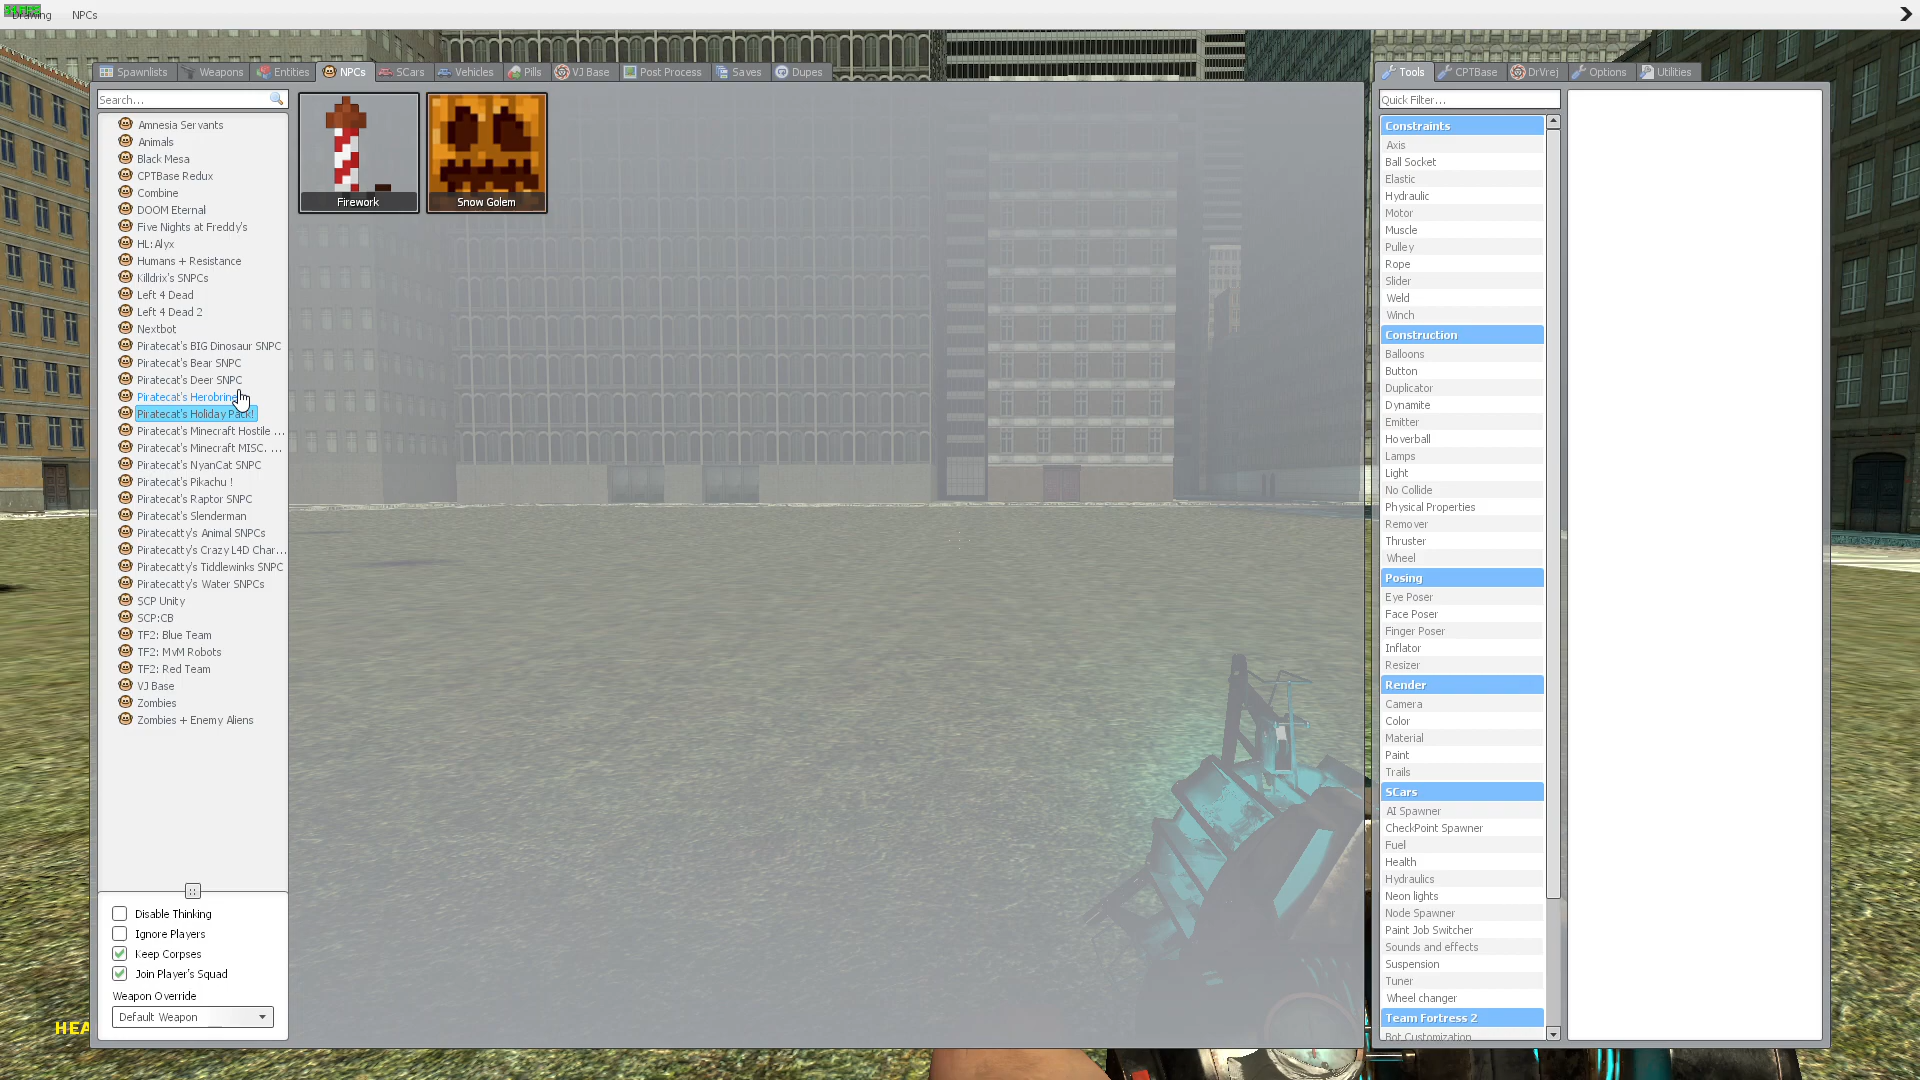 Drawing
NPCs
Spawnlists
Weapons
Entities
NPCs
SCars
Vehicles
Pills
VJ Base
Post Process
Saves
Dupes
Search...
Amnesia Servants
Animals
Black Mesa
CPTBase Redux
Combine
DOOM Eternal
Five Nights at Freddy's
HL: Alyx
Humans + Resistance
Killdrix's SNPCs
Left 4 Dead
Left 4 Dead 2
Nextbot
Piratecat's BIG Dinosaur SNPC
Piratecat's Bear SNPC
Piratecat's Deer SNPC
Piratecat's Herobrine
Piratecat's Holiday Pack!
Piratecat's Minecraft Hostile ...
Piratecat's Minecraft MISC. ...
Piratecat's NyanCat SNPC
Piratecat's Pikachu !
Piratecat's Raptor SNPC
Piratecat's Slenderman
Piratecatty's Animal SNPCs
Piratecatty's Crazy L4D Char...
Piratecatty's Tiddlewinks SNPC
Piratecatty's Water SNPCs
SCP Unity
SCP:CB
TF2: Blue Team
TF2: MvM Robots
TF2: Red Team
VJ Base
Zombies
Zombies + Enemy Aliens
Disable Thinking
Ignore Players
Keep Corpses
Join Player's Squad
Weapon Override
Default Weapon
HEA
Firework
Snow Golem
Tools
CPTBase
DrVrej
Options
Utilities
Quick Filter...
Constraints
Axis
Ball Socket
Elastic
Hydraulic
Motor
Muscle
Pulley
Rope
Slider
Weld
Winch
Construction
Balloons
Button
Duplicator
Dynamite
Emitter
Hoverball
Lamps
Light
No Collide
Physical Properties
Remover
Thruster
Wheel
Posing
Eye Poser
Face Poser
Finger Poser
Inflator
Resizer
Render
Camera
Color
Material
Paint
Trails
SCars
AI Spawner
CheckPoint Spawner
Fuel
Health
Hydraulics
Neon lights
Node Spawner
Paint Job Switcher
Sounds and effects
Suspension
Tuner
Wheel changer
Team Fortress 2
Bot Customization